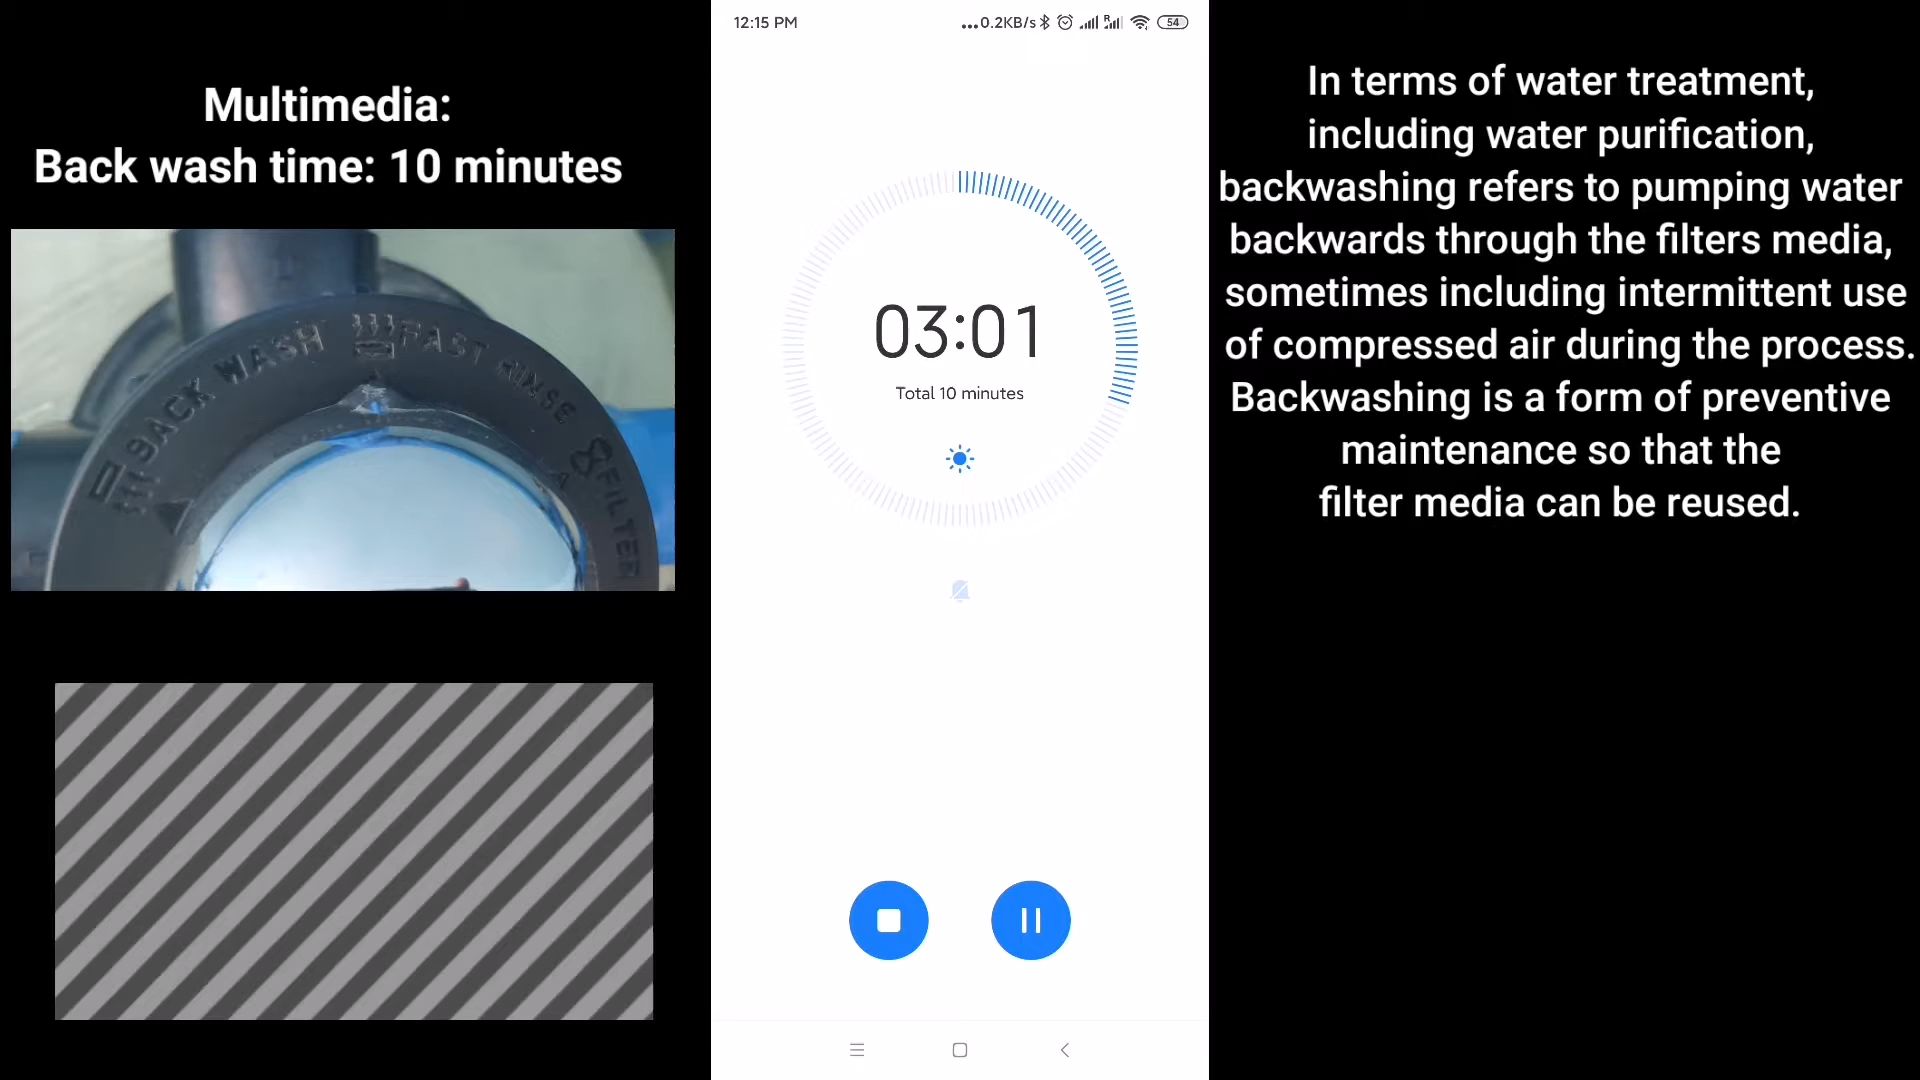 Multimedia:
Back wash time: 10 minutes
BACK WASH
FAST RINSE
FILTER
12:15 PM
...0.2KB/s
R
54
03:01
Total 10 minutes
In terms of water treatment,
including water purification,
backwashing refers to pumping water
backwards through the filters media,
sometimes including intermittent use
of compressed air during the process.
Backwashing is a form of preventive
maintenance so that the
filter media can be reused.